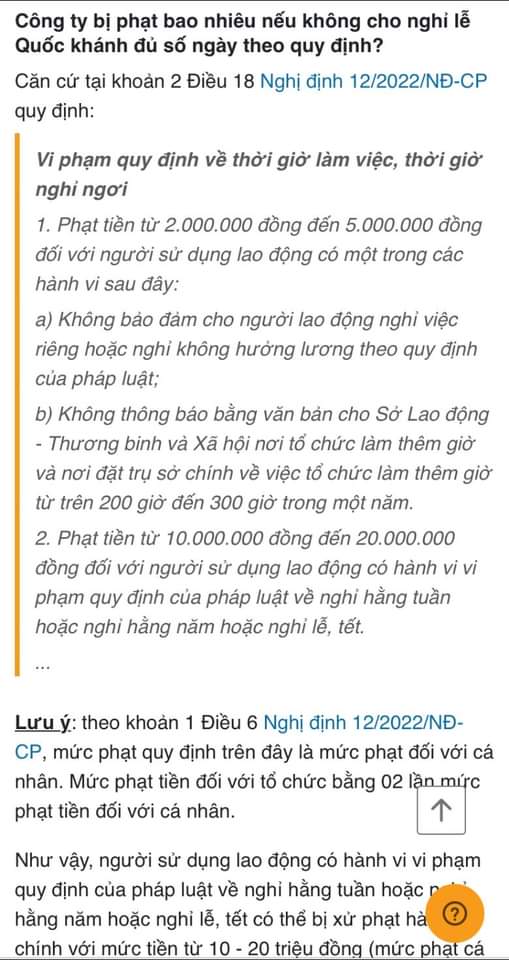 Công ty bị phạt bao nhiêu nếu không cho nghỉ lễ
Quốc khánh đủ số ngày theo quy định?
Căn cứ tại khoản 2 Điều 18 Nghị định 12/2022/NĐ-CP
quy định:
Vi phạm quy định về thời giờ làm việc, thời giờ
nghỉ ngơi
1. Phạt tiền từ 2.000.000 đồng đến 5.000.000 đồng
đối với người sử dụng lao động có một trong các
hành vi sau đây:
a) Không bảo đảm cho người lao động nghỉ việc
riêng hoặc nghỉ không hưởng lương theo quy định
của pháp luật;
b) Không thông báo bằng văn bản cho Sở Lao động
- Thương binh và Xã hội nơi tổ chức làm thêm giờ
và nơi đặt trụ sở chính về việc tổ chức làm thêm giờ
từ trên 200 giờ đến 300 giờ trong một năm.
2. Phạt tiền từ 10.000.000 đồng đến 20.000.000
đồng đối với người sử dụng lao động có hành vi vi
phạm quy định của pháp luật về nghỉ hằng tuần
hoặc nghỉ hằng năm hoặc nghỉ lễ, tết.
...
Lưu ý: theo khoản 1 Điều 6 Nghị định 12/2022/NĐ-
CP, mức phạt quy định trên đây là mức phạt đối với cá
nhân. Mức phạt tiền đối với tổ chức bằng 02 lần mức
phạt tiền đối với cá nhân.
Như vậy, người sử dụng lao động có hành vi vi phạm
quy định của pháp luật về nghỉ hằng tuần hoặc
hằng năm hoặc nghỉ lễ, tết có thể bị xử phạt
chính với mức tiền từ 10 - 20 triệu đồng (mức phạt cá